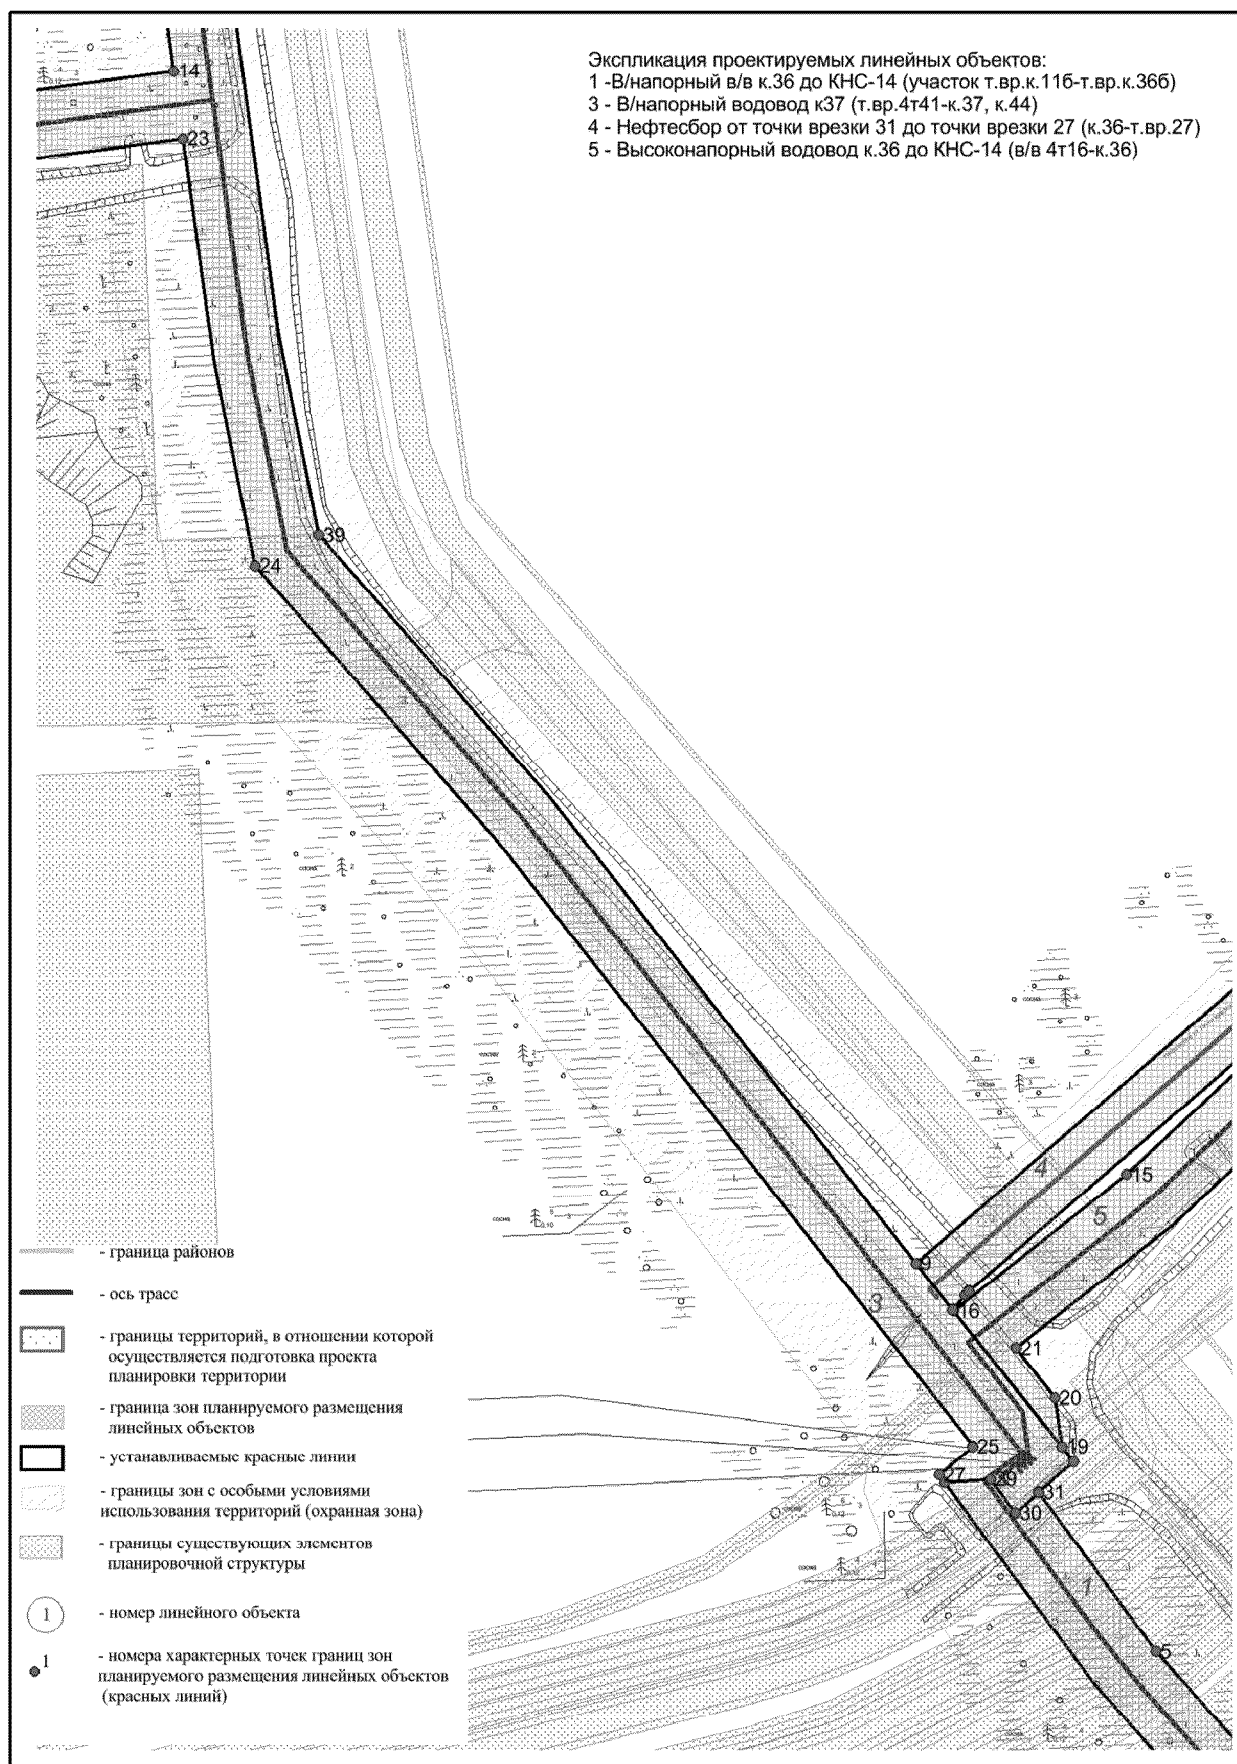 Экспликация проектируемых линейных объектов:
1 -В/напорный в/в к.36 до КНС-14 (участок т.вр.к.11б-т.вр.к.36б)
3 - В/напорный водовод к37 (т.вр.4т41-к.37, к.44)
4 - Нефтесбор от точки врезки 31 до точки врезки 27 (к.36-т.вр.27)
5 - Высоконапорный водовод к.36 до КНС-14 (в/в 4т16-к.36)
14
23
39
24
4
15
5
9
16
3
21
20
25
19
27
29
31
30
1
5
- граница районов
- ось трасс
- границы территорий, в отношении которой
осуществляется подготовка проекта
планировки территории
- граница зон планируемого размещения
линейных объектов
- устанавливаемые красные линии
- границы зон с особыми условиями
использования территорий (охранная зона)
- границы существующих элементов
планировочной структуры
1 - номер линейного объекта
1 - номера характерных точек границ зон
планируемого размещения линейных объектов
(красных линий)